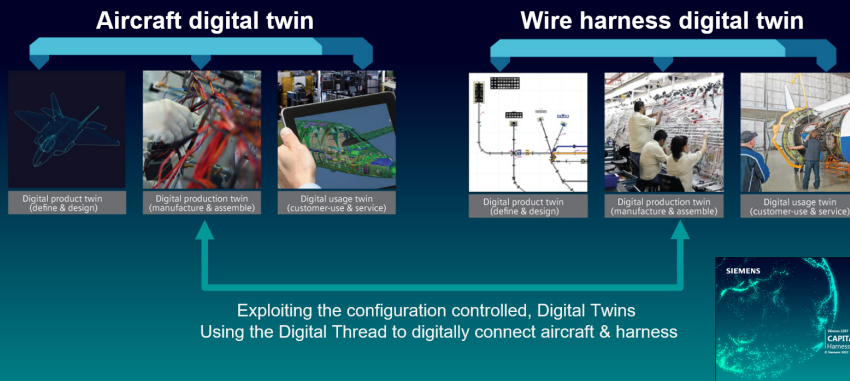 Aircraft digital twin
Wire harness digital twin
Digital product twin
(define & design)
Digital production twin
(manufacture & assemble)
Digital usage twin
(customer-use & service)
Digital product twin
(define & design)
Digital production twin
(manufacture & assemble)
Digital usage twin
(customer-use & service)
Exploiting the configuration controlled, Digital Twins
Using the Digital Thread to digitally connect aircraft & harness
SIEMENS
Harness